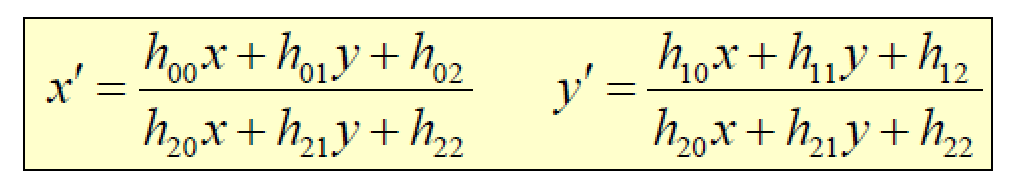 x′ = (h₀₀x + h₀₁y + h₀₂) / (h₂₀x + h₂₁y + h₂₂)    y′ = (h₁₀x + h₁₁y + h₁₂) / (h₂₀x + h₂₁y + h₂₂)